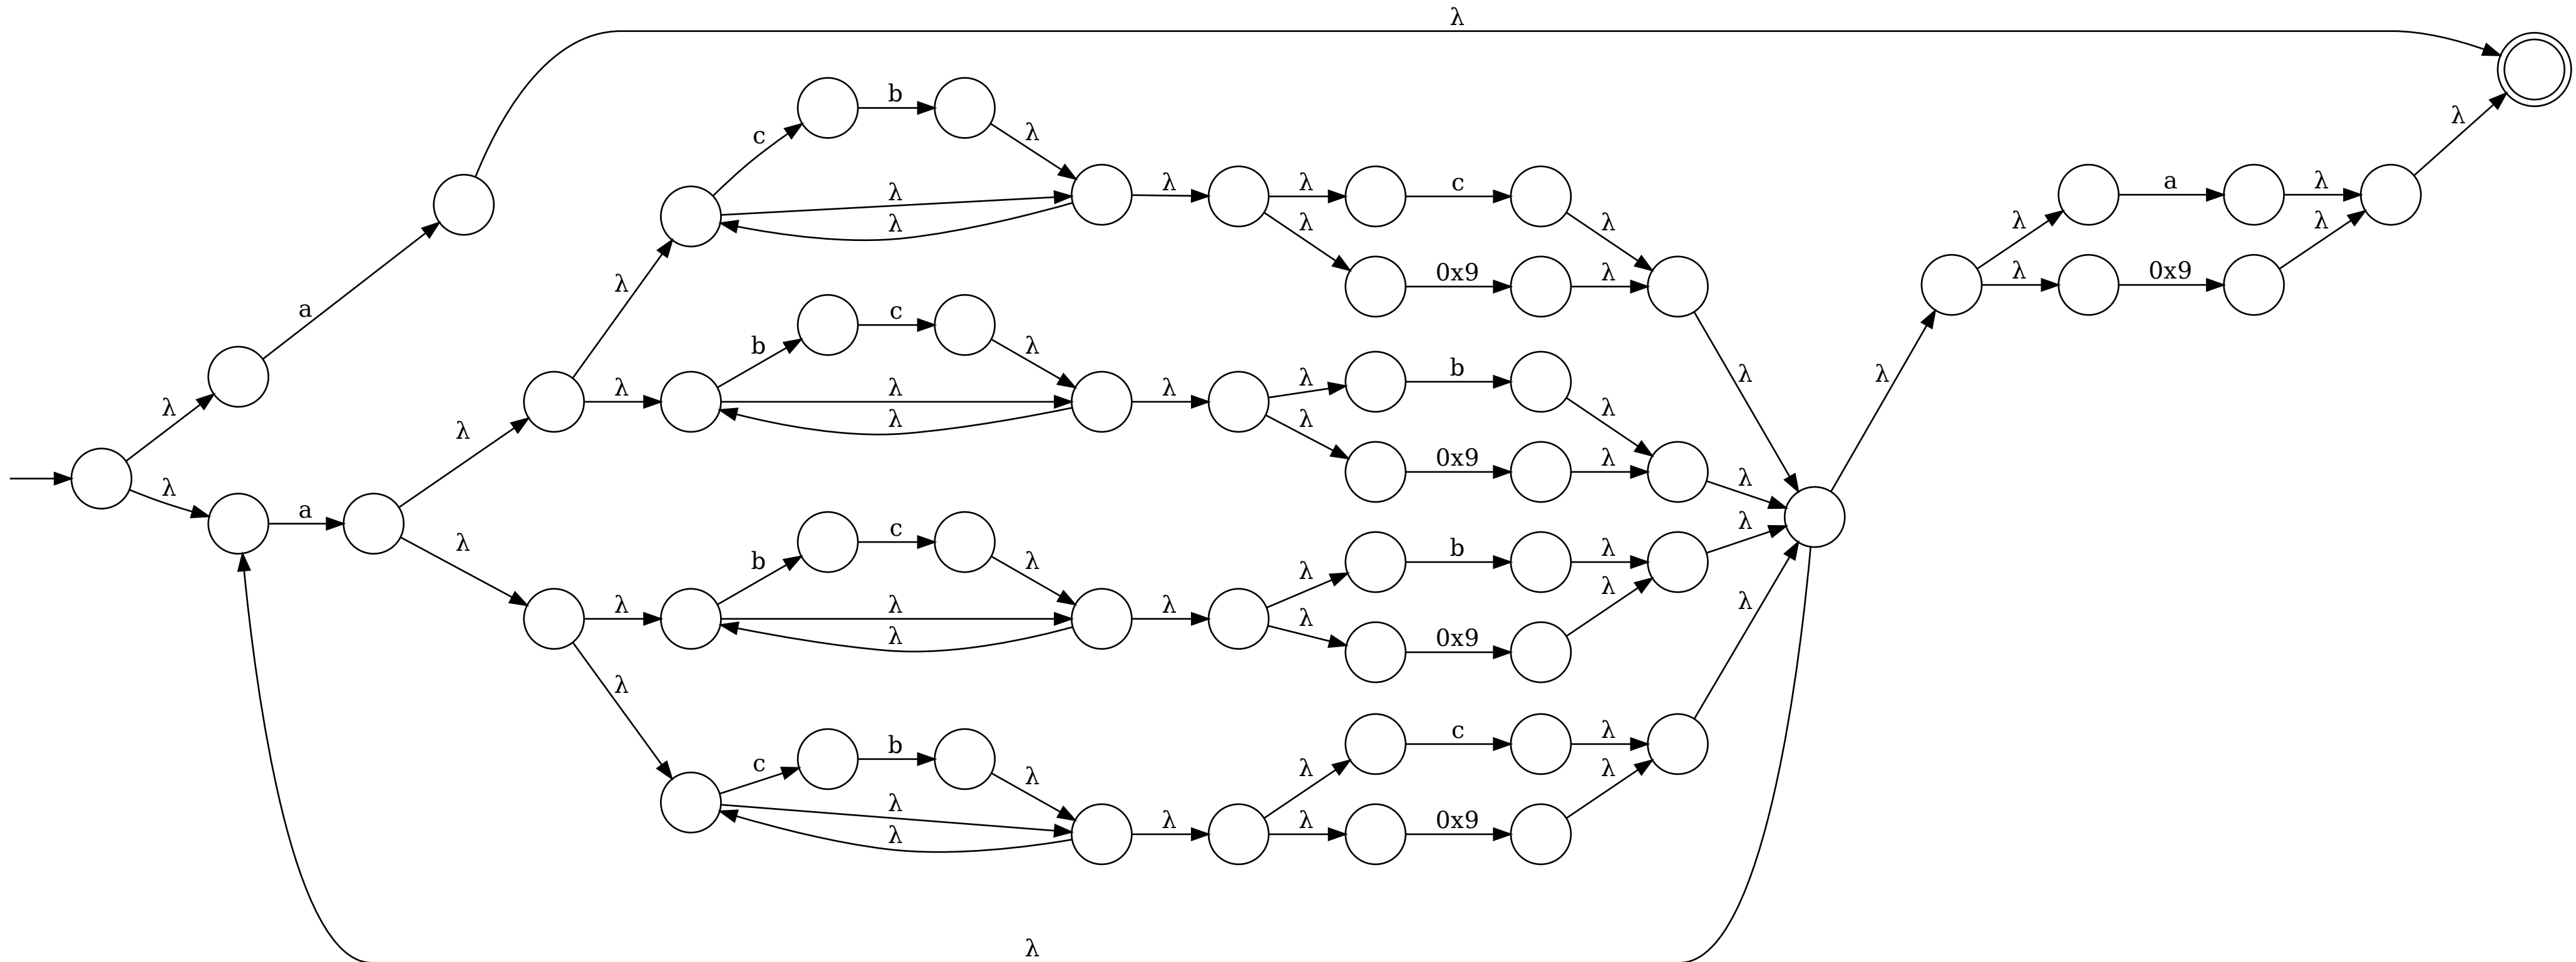 λ
b
c λ
λ λ λ c
λ
λ a λ
λ λ λ
λ 0x9 λ
λ 0x9
λ
a c
b λ λ λ
λ λ λ b
λ
λ λ
λ λ
λ 0x9 λ
λ λ
a
λ c λ
b λ b λ
λ
λ λ λ λ
λ λ
λ 0x9
λ
b c λ
c λ
λ λ
λ
λ λ 0x9
λ
λ